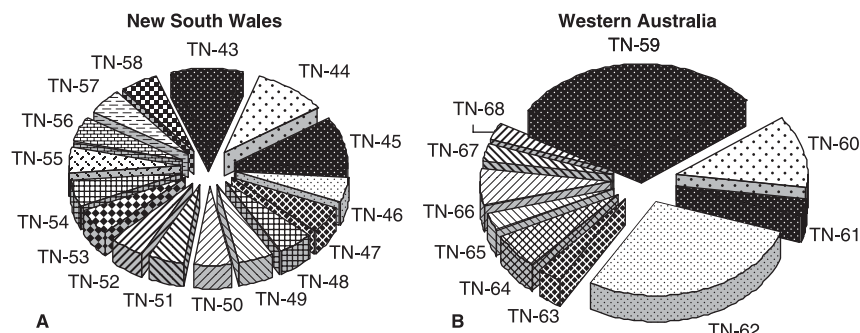 New South Wales
TN-43
TN-58
TN-44
TN-57
TN-56
TN-45
TN-55
TN-46
TN-54
TN-47
TN-53
TN-48
TN-52
TN-49
TN-51
TN-50
A
Western Australia
TN-59
TN-68
TN-60
TN-67
TN-66
TN-61
TN-65
TN-64
TN-63
TN-62
B